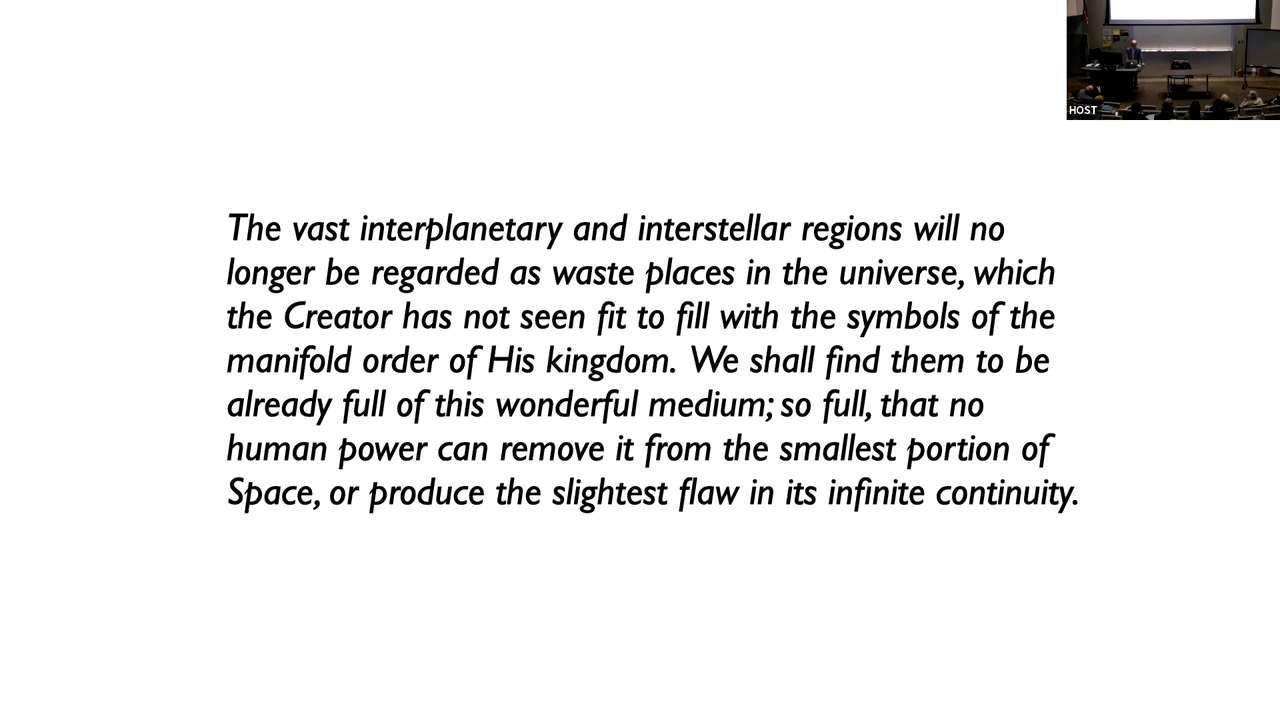 HOST
The vast interplanetary and interstellar regions will no
longer be regarded as waste places in the universe, which
the Creator has not seen fit to fill with the symbols of the
manifold order of His kingdom.  We shall find them to be
already full of this wonderful medium; so full, that no
human power can remove it from the smallest portion of
Space, or produce the slightest flaw in its infinite continuity.